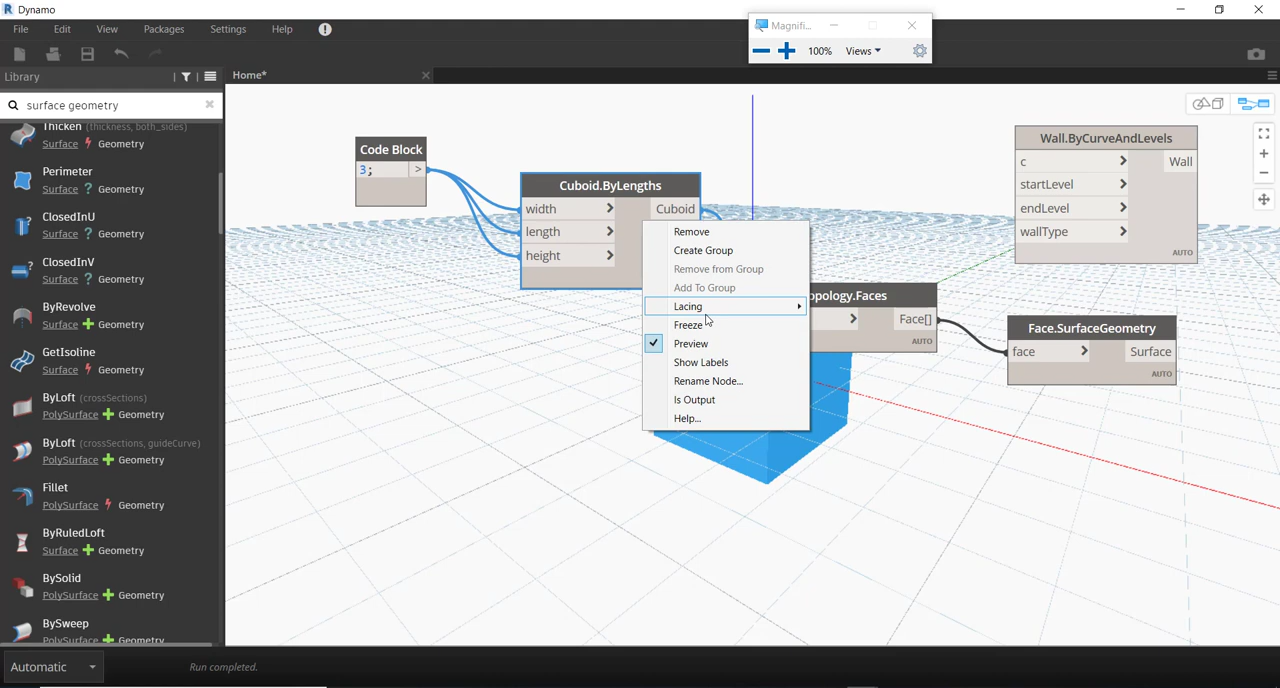 Dynamo
File Edit View Packages Settings Help
Magnifi...
100% Views
Library
Home*
surface geometry
Thicken (thickness, both_sides)
Surface Geometry
Perimeter
Surface ? Geometry
ClosedInU
Surface ? Geometry
ClosedInV
Surface ? Geometry
ByRevolve
Surface Geometry
GetIsoline
Surface Geometry
ByLoft (crossSections)
PolySurface Geometry
ByLoft (crossSections, guideCurve)
PolySurface Geometry
Fillet
PolySurface Geometry
ByRuledLoft
Surface Geometry
BySolid
PolySurface Geometry
BySweep
PolySurface Geometry
Code Block
3; >
Cuboid.ByLengths
width > Cuboid
length >
height >
Remove
Create Group
Remove from Group
Add To Group
Lacing
Freeze
Preview
Show Labels
Rename Node...
Is Output
Help...
pology.Faces
> Face[]
AUTO
Wall.ByCurveAndLevels
c > Wall
startLevel >
endLevel >
wallType >
AUTO
Face.SurfaceGeometry
face > Surface
AUTO
Automatic
Run completed.